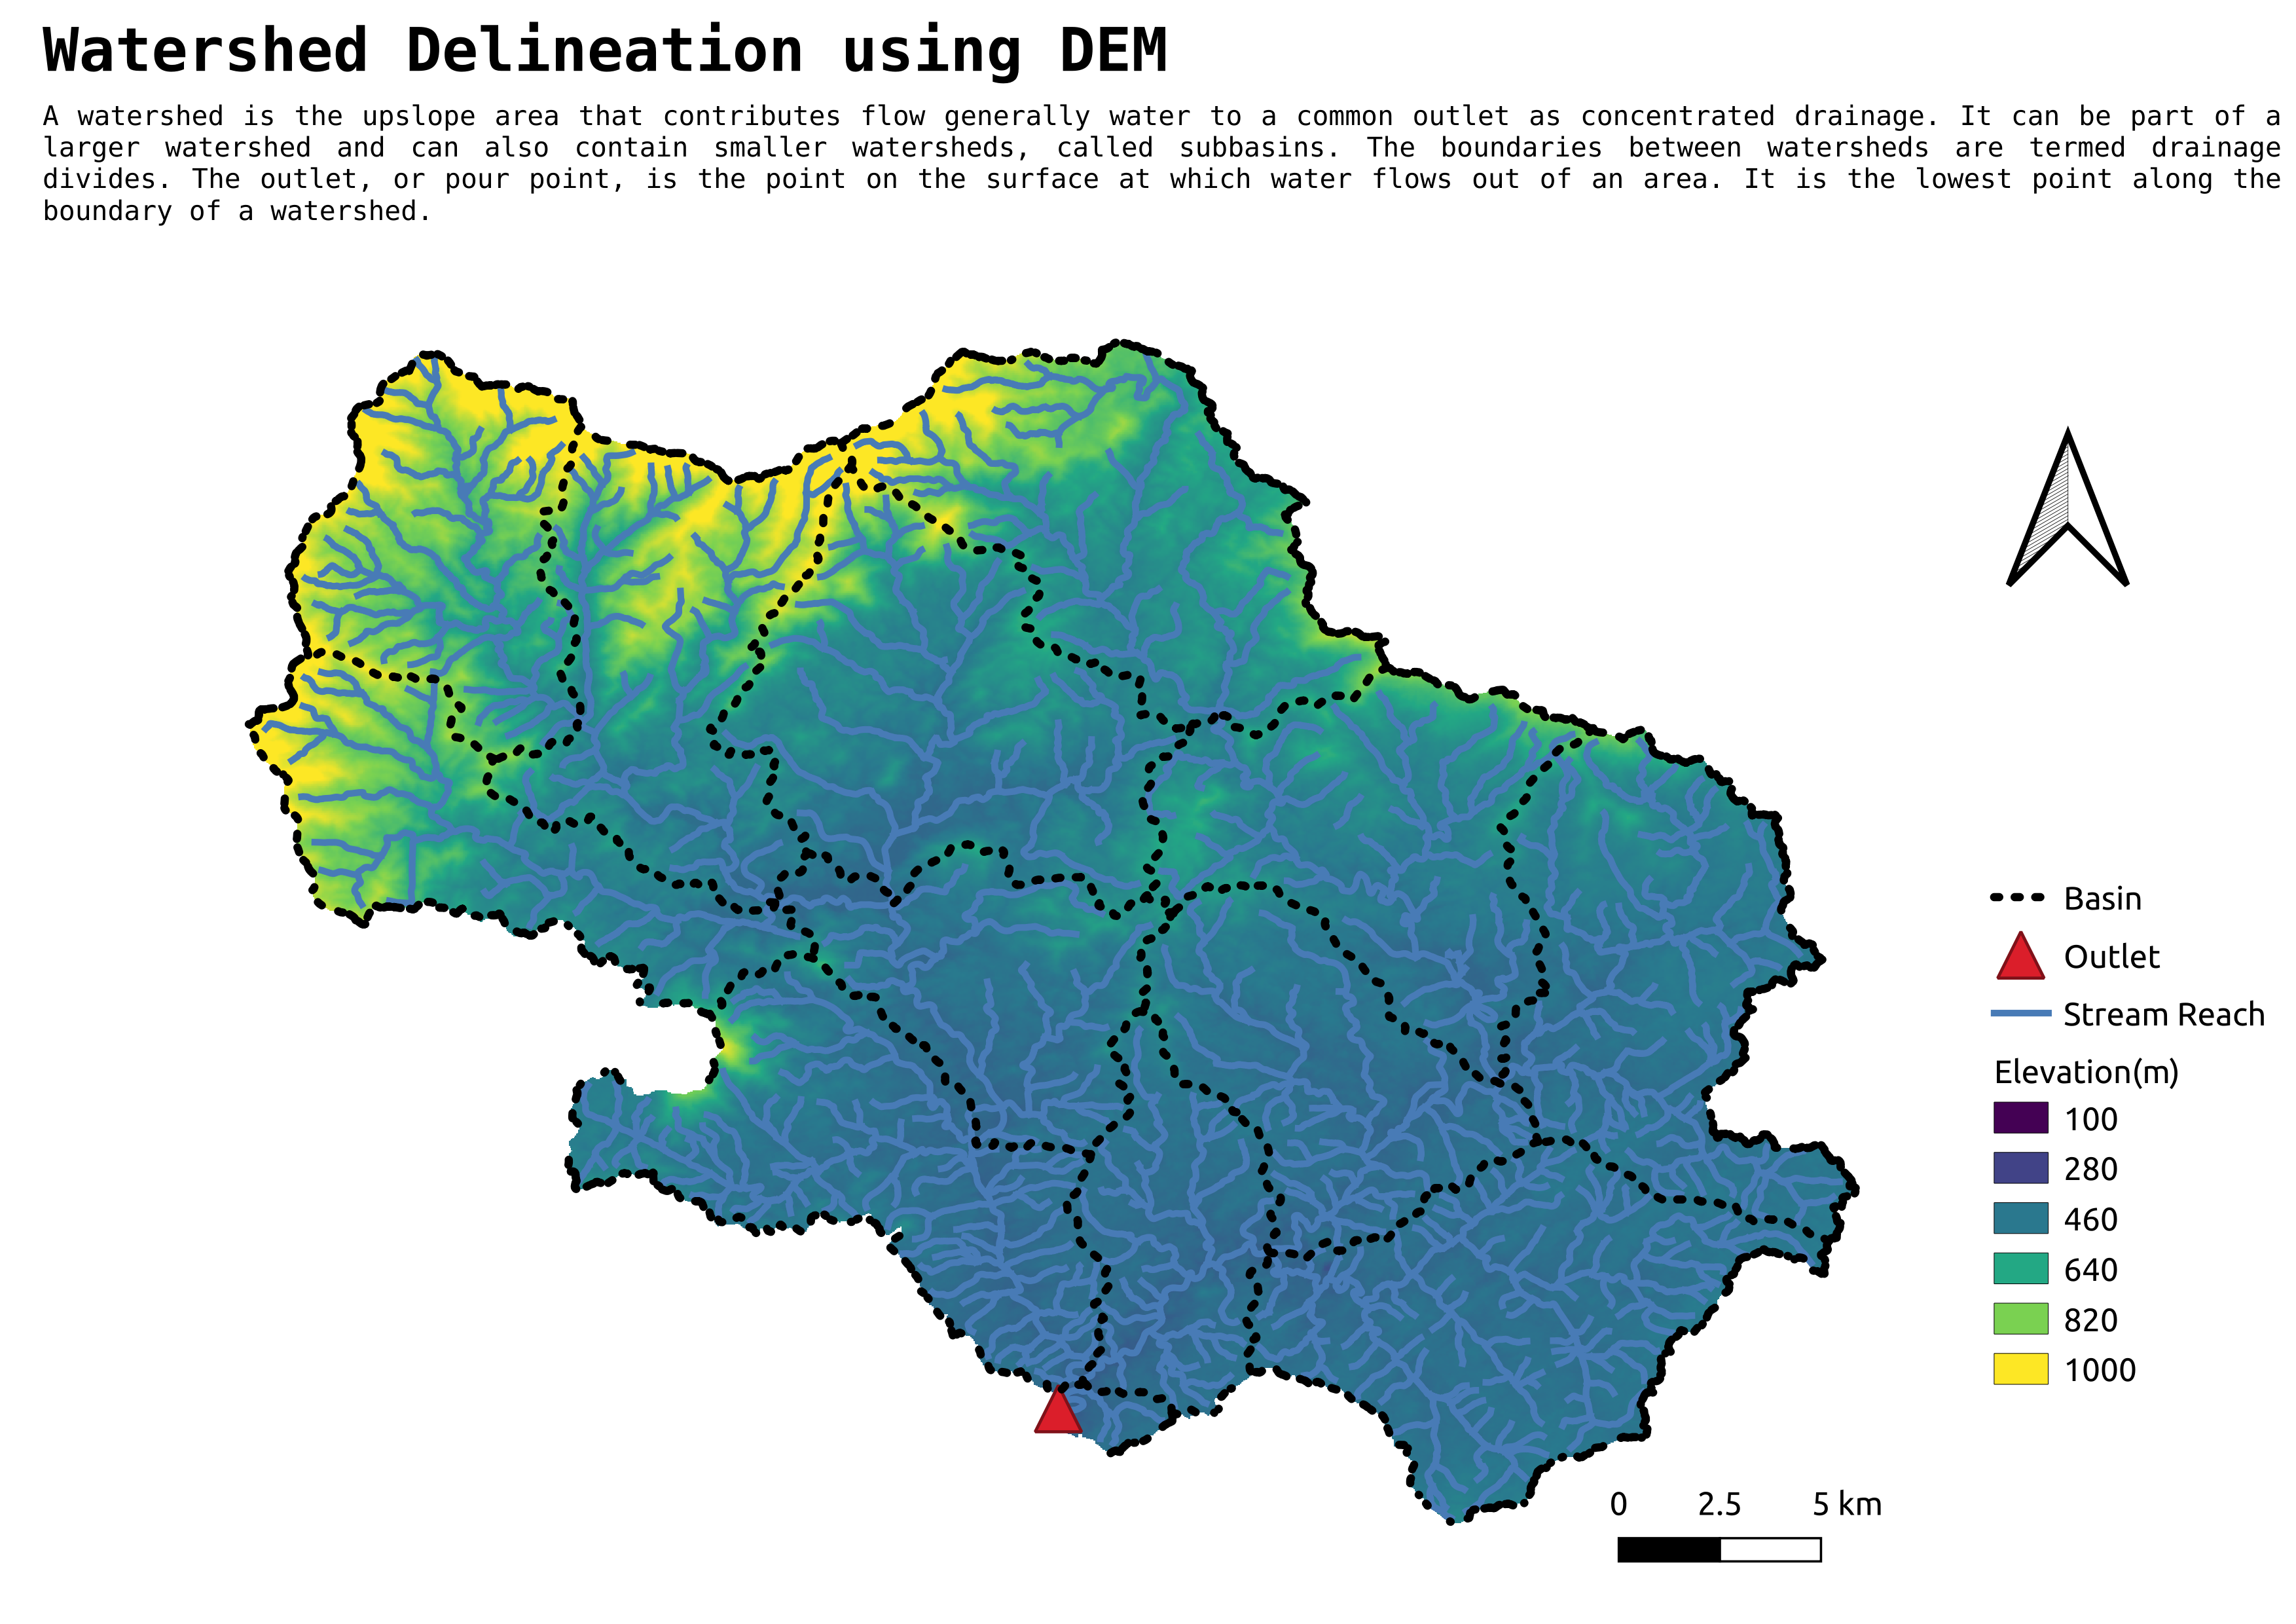 Watershed Delineation using DEM
A watershed is the upslope area that contributes flow generally water to a common outlet as concentrated drainage. It can be part of a
larger watershed and can also contain smaller watersheds, called subbasins. The boundaries between watersheds are termed drainage
divides. The outlet, or pour point, is the point on the surface at which water flows out of an area. It is the lowest point along the
boundary of a watershed.
Basin
Outlet
Stream Reach
Elevation(m)
100
280
460
640
820
1000
0 2.5 5 km